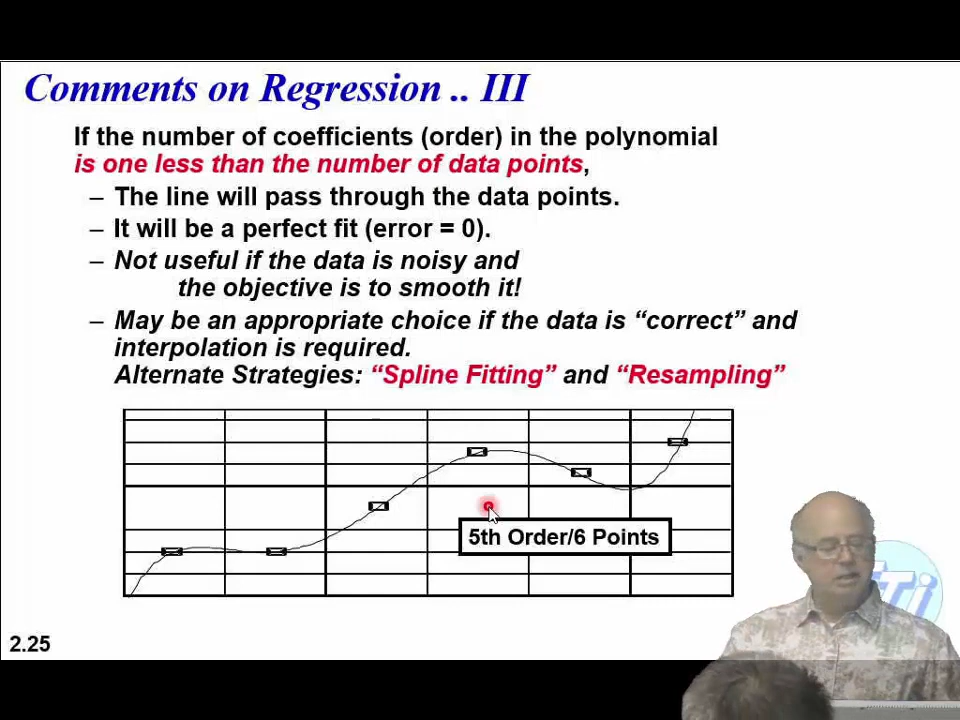 Comments on Regression .. III
If the number of coefficients (order) in the polynomial
is one less than the number of data points,
– The line will pass through the data points.
– It will be a perfect fit (error = 0).
– Not useful if the data is noisy and
the objective is to smooth it!
– May be an appropriate choice if the data is “correct” and
interpolation is required.
Alternate Strategies: “Spline Fitting” and “Resampling”
5th Order/6 Points
2.25